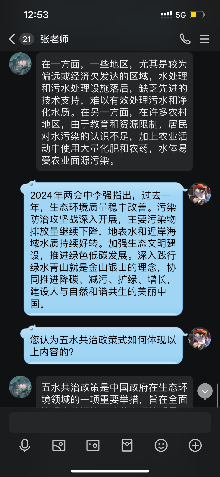 12:53
5G
21
张老师
在一方面，一些地区，尤其是较为
偏远或经济欠发达的区域，水处理
和污水处理设施落后，缺乏先进的
技术支持，难以有效处理污水和净
化水质。在另一方面，在许多农村
地区，由于教育和资源限制，居民
对水污染的认识不足，加上农业活
动中使用大量化肥和农药，水体易
受农业面源污染。
2024年两会中李强指出，过去一
年，生态环境质量稳中改善。污染
防治攻坚战深入开展，主要污染物
排放量继续下降，地表水和近岸海
域水质持续好转。加强生态文明建
设，推进绿色低碳发展。深入践行
绿水青山就是金山银山的理念，协
同推进降碳、减污、扩绿、增长，
建设人与自然和谐共生的美丽中
国。
您认为五水共治政策式如何体现以
上内容的？
五水共治政策是中国政府在生态环
境领域的一项重要举措，旨在全面